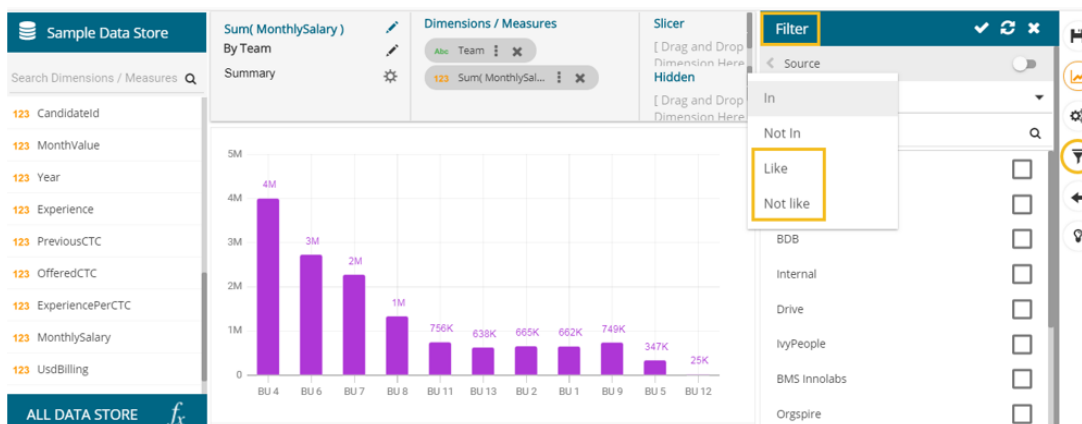 Sample Data Store
Search Dimensions / Measures
123 CandidateId
123 MonthValue
123 Year
123 Experience
123 PreviousCTC
123 OfferedCTC
123 ExperiencePerCTC
123 MonthlySalary
123 UsdBilling
ALL DATA STORE fx
Sum( MonthlySalary )
By Team
Summary
Dimensions / Measures
Abc Team
123 Sum( MonthlySal...
Slicer
[ Drag and Drop
Dimension Here
Hidden
[ Drag and Drop
Dimension Here
5M
4M
3M
2M
1M
0
4M
3M
2M
1M
756K
638K
665K
662K
749K
347K
25K
BU 4
BU 6
BU 7
BU 8
BU 11
BU 13
BU 2
BU 1
BU 9
BU 5
BU 12
Filter
Source
In
Not In
Like
Not like
BDB
Internal
Drive
IvyPeople
BMS Innolabs
Orgspire